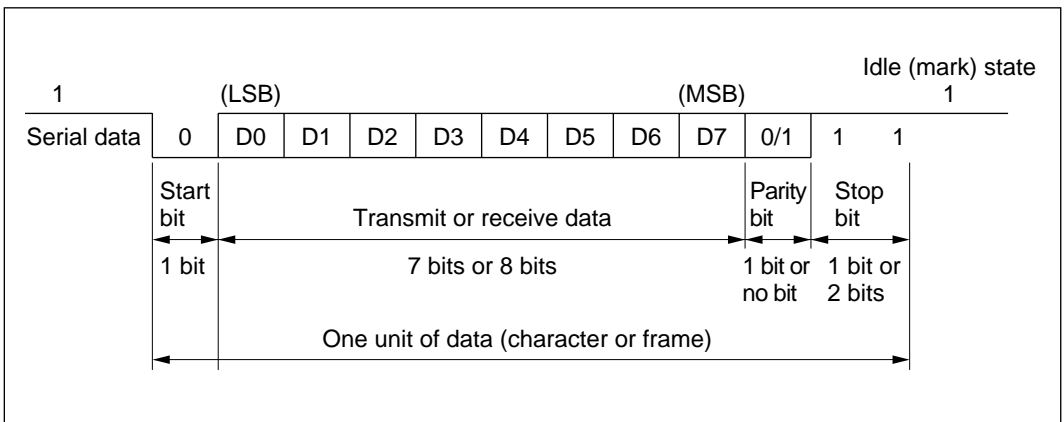 Idle (mark) state
1 (LSB) (MSB) 1
Serial data 0 D0 D1 D2 D3 D4 D5 D6 D7 0/1 1 1
Start
bit
Transmit or receive data
Parity
bit
Stop
bit
1 bit
7 bits or 8 bits
1 bit or
no bit
1 bit or
2 bits
One unit of data (character or frame)